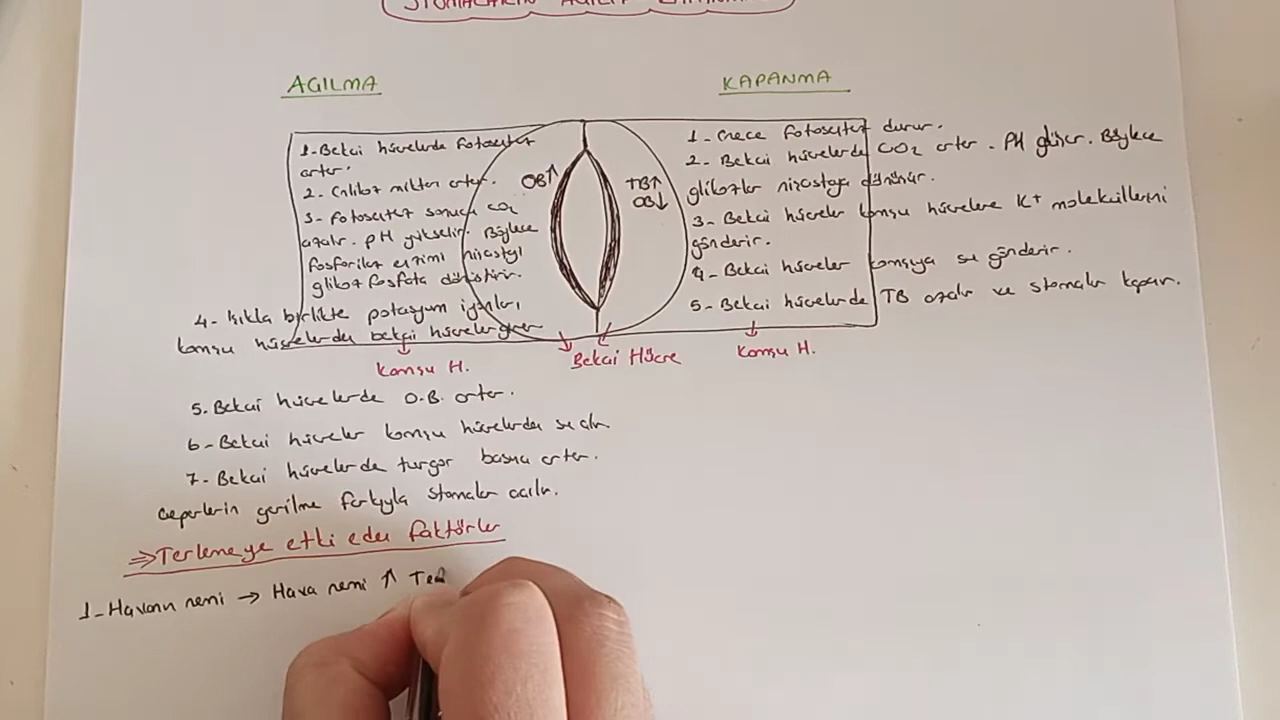 STOMALARIN AÇILIP
AÇILMA
1-Bekçi hücrelerde fotosentez
artar.
2- Glikoz miktarı artar.
3- Fotosentez sonucu CO2
azalır. pH yükselir. Böylece
fosforilaz enzimi nişastayı
glikoz fosfata dönüştürür.
4- Işıkla birlikte potasyum iyonları,
komşu hücrelerden bekçi hücrelere girer
OB↑
TB↑
OB↓
KAPANMA
1- Gece fotosentez durur.
2- Bekçi hücrelerde CO2 artar. PH düşer. Böylece
glikozlar nişastaya dönüşür.
3- Bekçi hücreler komşu hücrelere K+ moleküllerini
gönderir.
4- Bekçi hücreler komşuya su gönderir.
5- Bekçi hücrelerde TB azalır ve stomalar kapanır.
Komşu H.
Bekçi Hücre
Komşu H.
5. Bekçi hücrelerde O.B. artar.
6- Bekçi hücreler komşu hücrelerden su alır.
7- Bekçi hücrelerde turgor basıncı artar.
Çeperlerin gerilme farkıyla stomalar açılır.
⇒Terlemeye etki eden faktörler
1-Havanın nemi → Hava nemi ↑